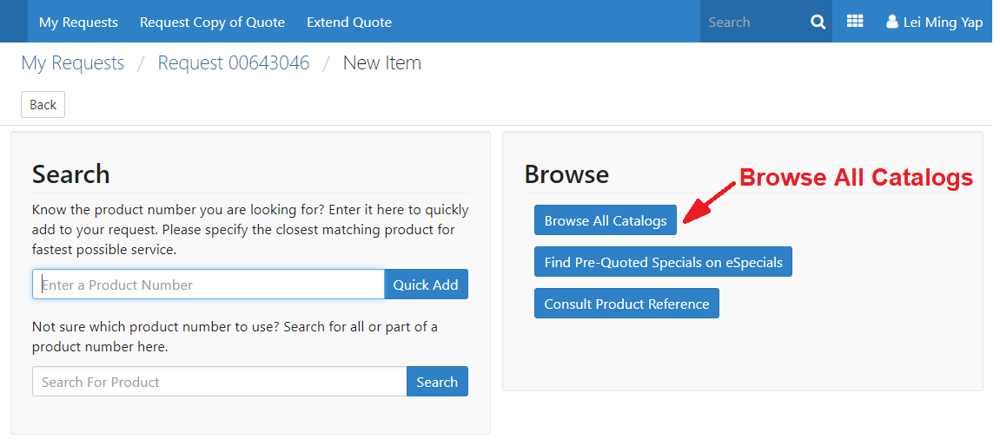 My Requests Request Copy of Quote Extend Quote Search Lei Ming Yap
My Requests / Request 00643046 / New Item
Back
Search
Know the product number you are looking for? Enter it here to quickly
add to your request. Please specify the closest matching product for
fastest possible service.
Enter a Product Number Quick Add
Not sure which product number to use? Search for all or part of a
product number here.
Search For Product Search
Browse
Browse All Catalogs
Browse All Catalogs
Find Pre-Quoted Specials on eSpecials
Consult Product Reference